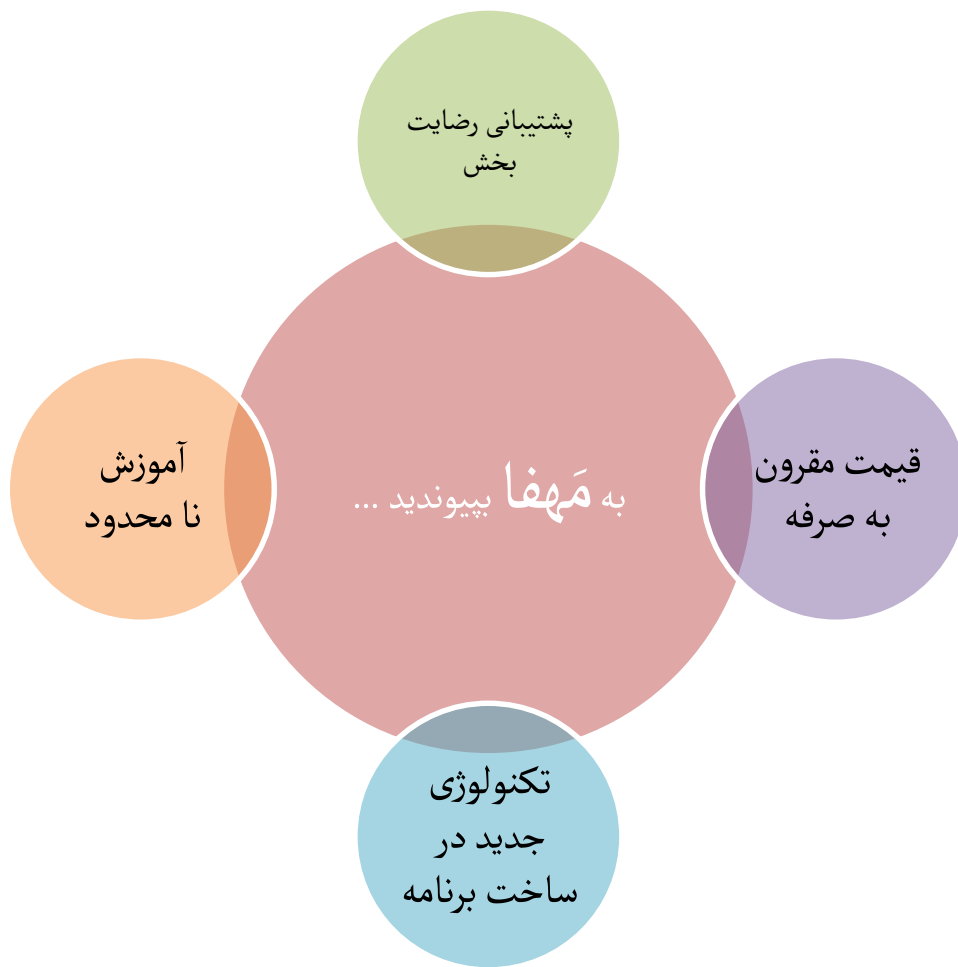 پشتیبانی رضایت
بخش
قیمت مقرون
به صرفه
به مَهفا بپیوندید ...
آموزش
نا محدود
تکنولوژی
جدید در
ساخت برنامه